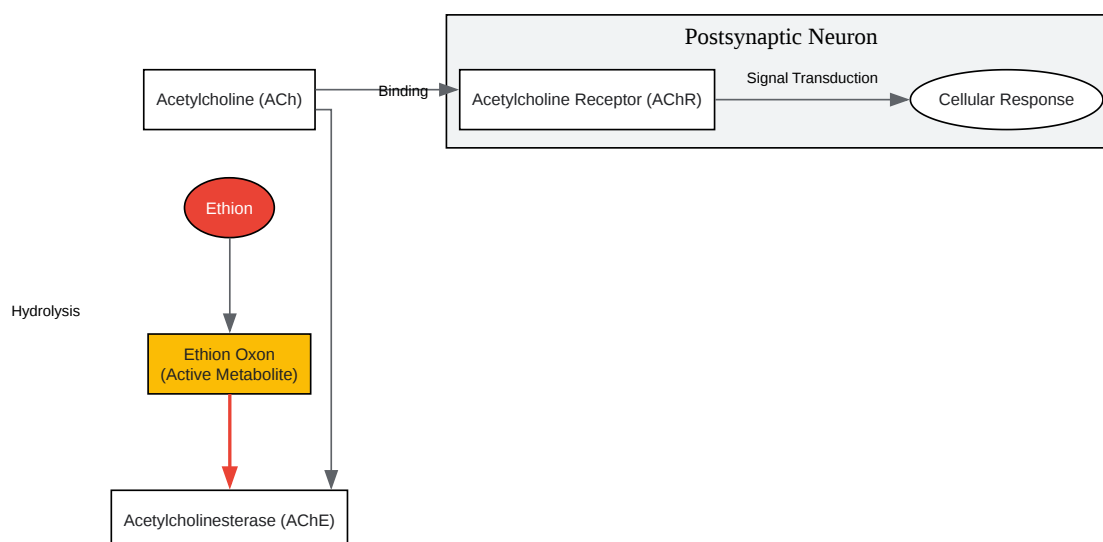 Postsynaptic Neuron
Acetylcholine (ACh)
Binding
Acetylcholine Receptor (AChR)
Signal Transduction
Cellular Response
Ethion
Hydrolysis
Ethion Oxon
(Active Metabolite)
Acetylcholinesterase (AChE)